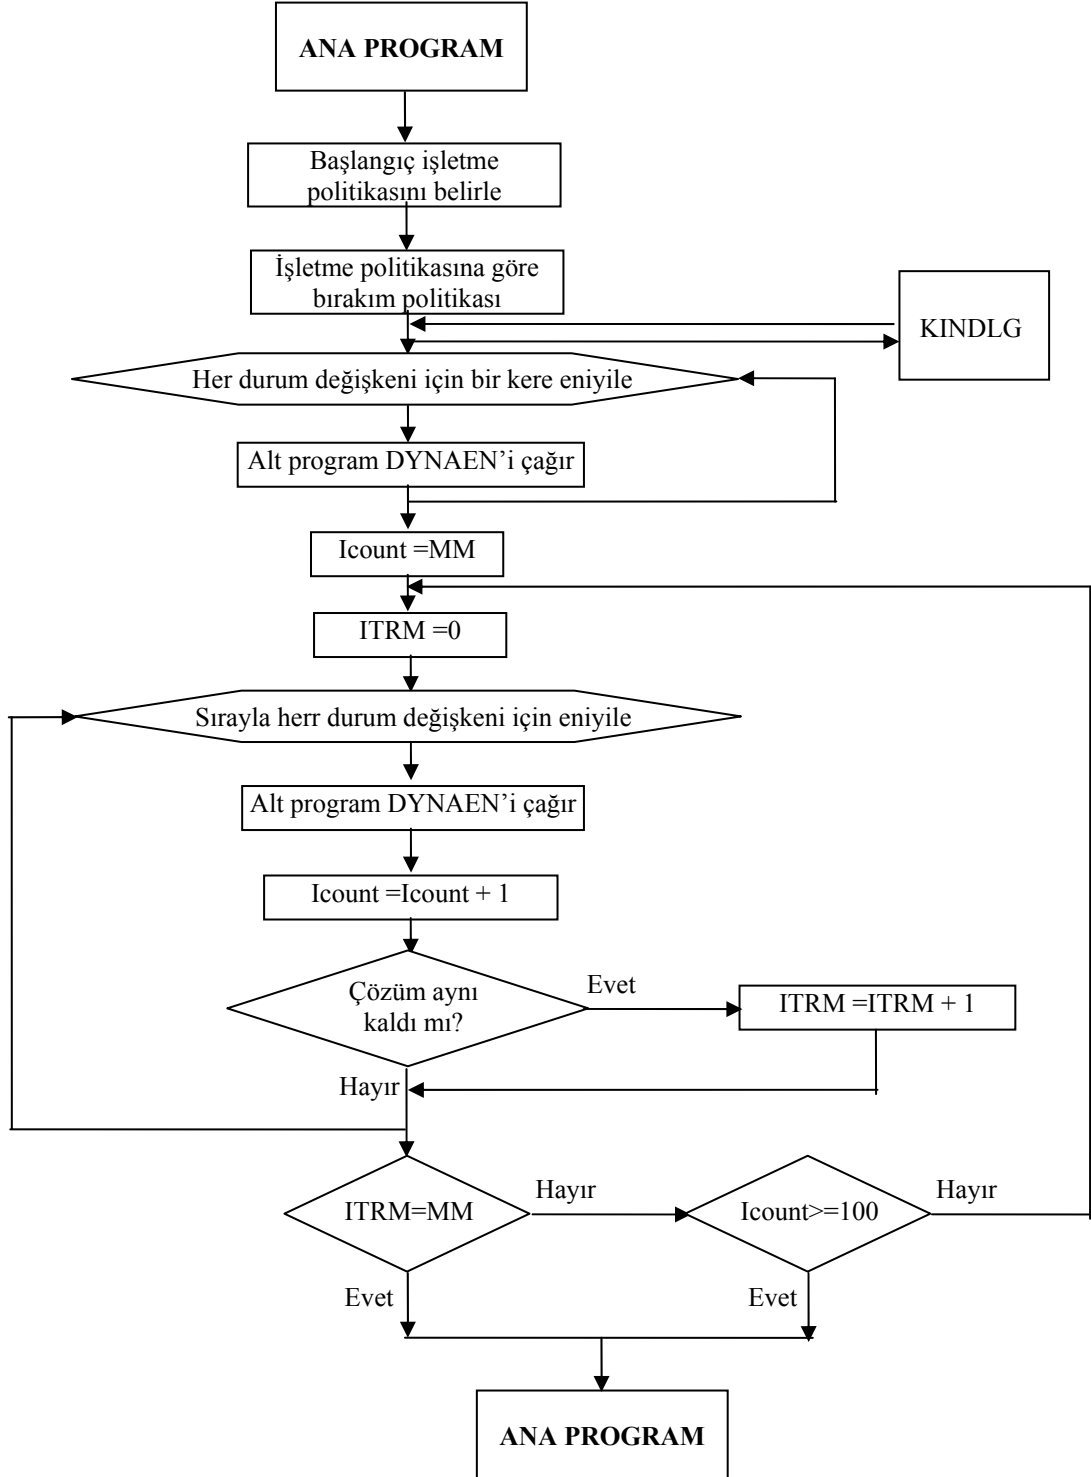 ANA PROGRAM
Başlangıç işletme
politikasını belirle
İşletme politikasına göre
bırakım politikası
KINDLG
Her durum değişkeni için bir kere eniyile
Alt program DYNAEN’i çağır
Icount =MM
ITRM =0
Sırayla herr durum değişkeni için eniyile
Alt program DYNAEN’i çağır
Icount =Icount + 1
Çözüm aynı
kaldı mı?
Evet
ITRM =ITRM + 1
Hayır
ITRM=MM
Hayır
Icount>=100
Hayır
Evet
Evet
ANA PROGRAM